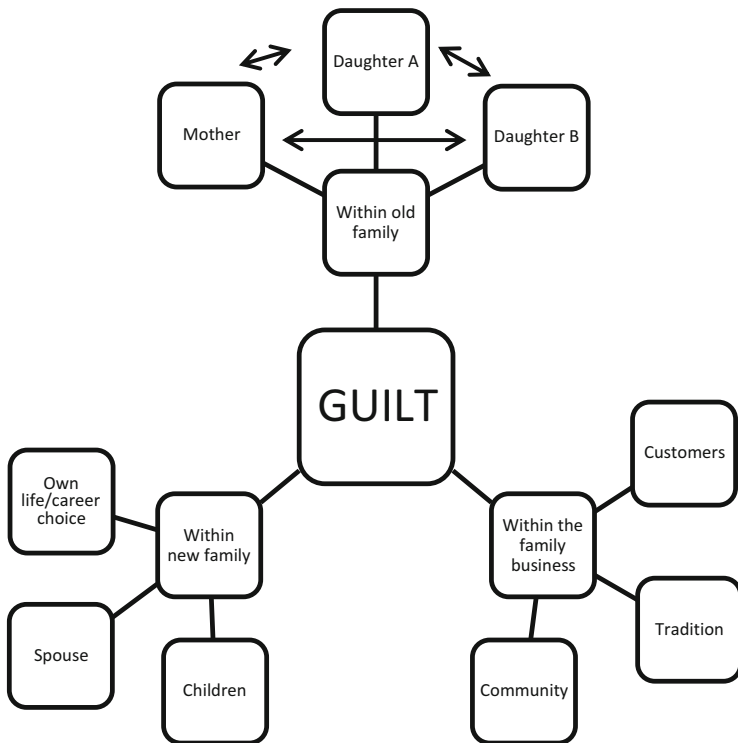 Daughter A
Mother
Daughter B
Within old
family
GUILT
Customers
Own
life/career
choice
Within
new family
Within the
family
business
Tradition
Spouse
Children
Community